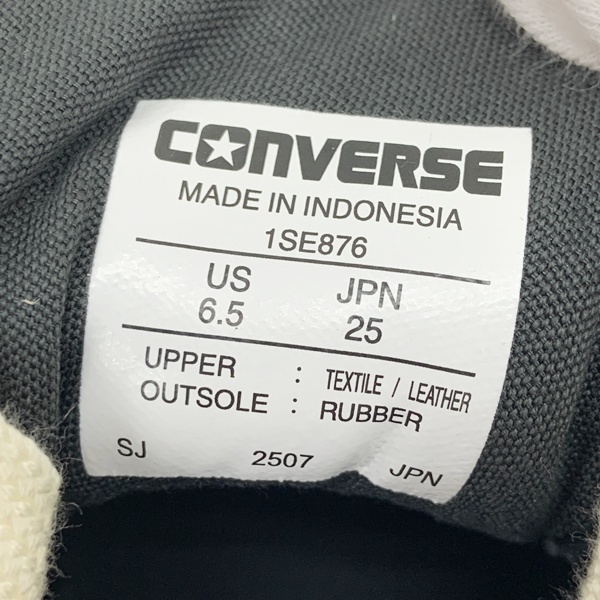 CONVERSE
MADE IN INDONESIA
1SE876
US JPN
6.5 25
UPPER : TEXTILE / LEATHER
OUTSOLE : RUBBER
SJ 2507 JPN